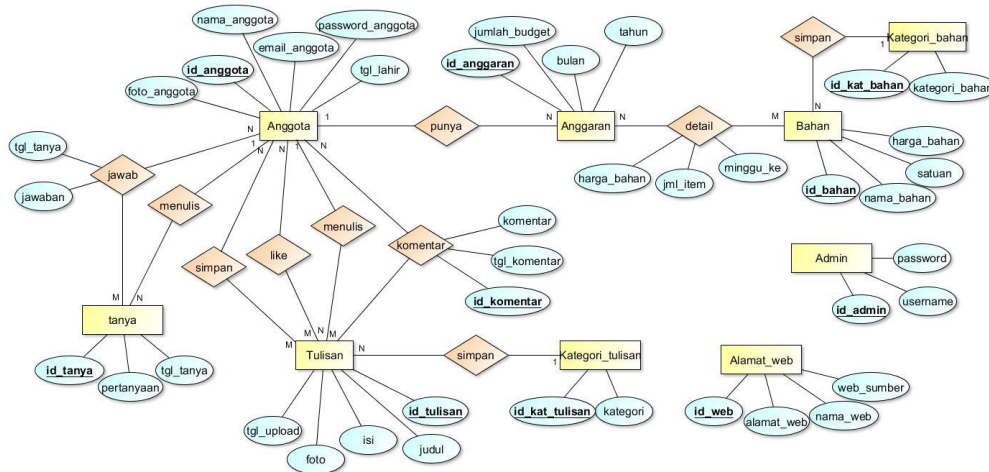 nama_anggota
password_anggota
email_anggota
id_anggota
tgl_lahir
foto_anggota
Anggota
1
punya
N
Anggaran
jumlah_budget
tahun
id_anggaran
bulan
N
detail
M
harga_bahan
jml_item
minggu_ke
simpan
1
Kategori_bahan
id_kat_bahan
kategori_bahan
N
Bahan
harga_bahan
satuan
id_bahan
nama_bahan
N
1
N
N
1
N
N
tgl_tanya
jawab
jawaban
menulis
M
N
tanya
id_tanya
pertanyaan
tgl_tanya
simpan
like
menulis
komentar
komentar
tgl_komentar
id_komentar
M
M
N
M
Tulisan
N
simpan
1
Kategori_tulisan
id_kat_tulisan
kategori
id_tulisan
tgl_upload
foto
isi
judul
Admin
password
id_admin
username
Alamat_web
web_sumber
id_web
alamat_web
nama_web